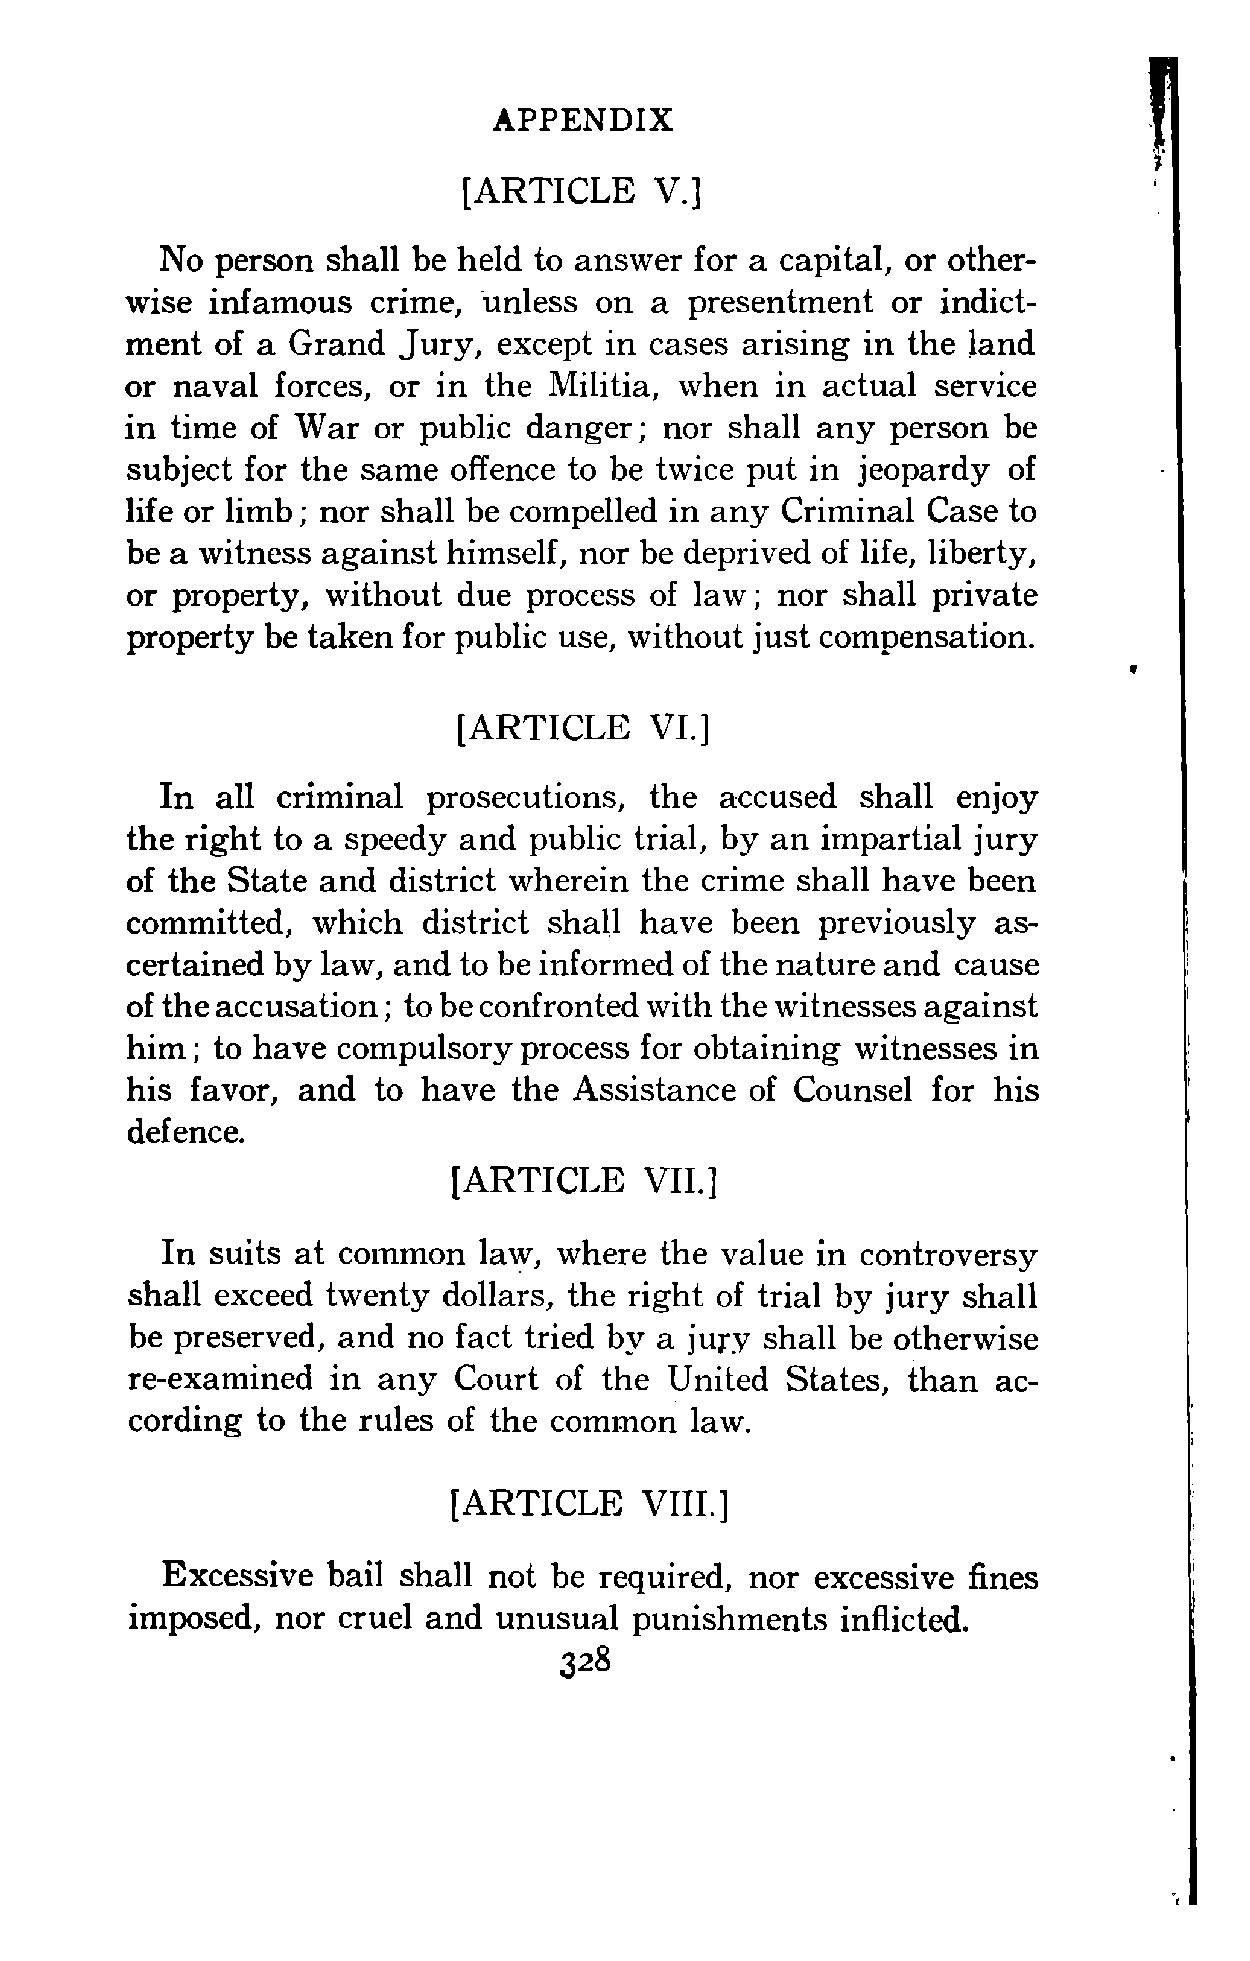 APPENDIX
[ARTICLE V.]
No person shall be held to answer for a capital, or other-
wise infamous crime, unless on a presentment or indict-
ment of a Grand Jury, except in cases arising in the land
or naval forces, or in the Militia, when in actual service
in time of War or public danger; nor shall any person be
subject for the same offence to be twice put in jeopardy of
life or limb; nor shall be compelled in any Criminal Case to
be a witness against himself, nor be deprived of life, liberty,
or property, without due process of law; nor shall private
property be taken for public use, without just compensation.
[ARTICLE VI.]
In all criminal prosecutions, the accused shall enjoy
the right to a speedy and public trial, by an impartial jury
of the State and district wherein the crime shall have been
committed, which district shall have been previously as-
certained by law, and to be informed of the nature and cause
of the accusation; to be confronted with the witnesses against
him; to have compulsory process for obtaining witnesses in
his favor, and to have the Assistance of Counsel for his
defence.
[ARTICLE VII.]
In suits at common law, where the value in controversy
shall exceed twenty dollars, the right of trial by jury shall
be preserved, and no fact tried by a jury shall be otherwise
re-examined in any Court of the United States, than ac-
cording to the rules of the common law.
[ARTICLE VIII.]
Excessive bail shall not be required, nor excessive fines
imposed, nor cruel and unusual punishments inflicted.
328